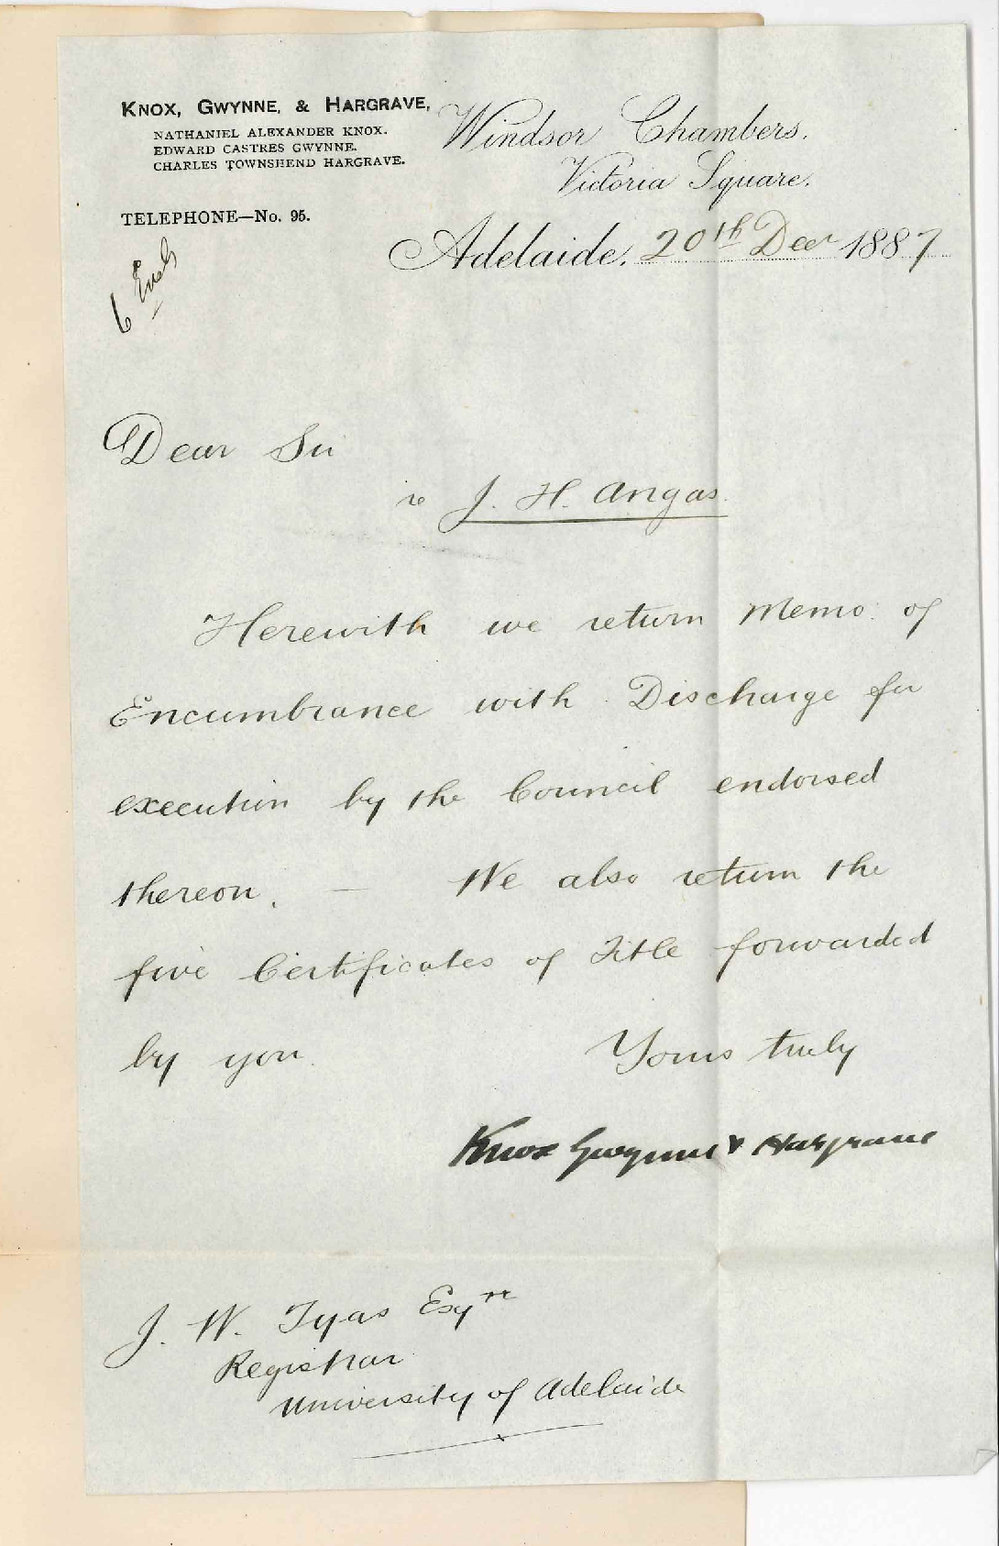 KNOX, GWYNNE, & HARGRAVE,
NATHANIEL ALEXANDER KNOX.
EDWARD CASTRES GWYNNE.
CHARLES TOWNSHEND HARGRAVE.
TELEPHONE—No. 95.
Windsor Chambers.
Victoria Square.
Adelaide, 20th Decr 1887
6 Encls
Dear Sir
re J. H. Angas.
Herewith we return Memo: of
Encumbrance with Discharge for
execution by the Council endorsed
thereon. — We also return the
five Certificates of Title forwarded
by you.
Yours truly
Knox Gwynne & Hargrave
J. W. Tyas Esqre
Registrar
University of Adelaide